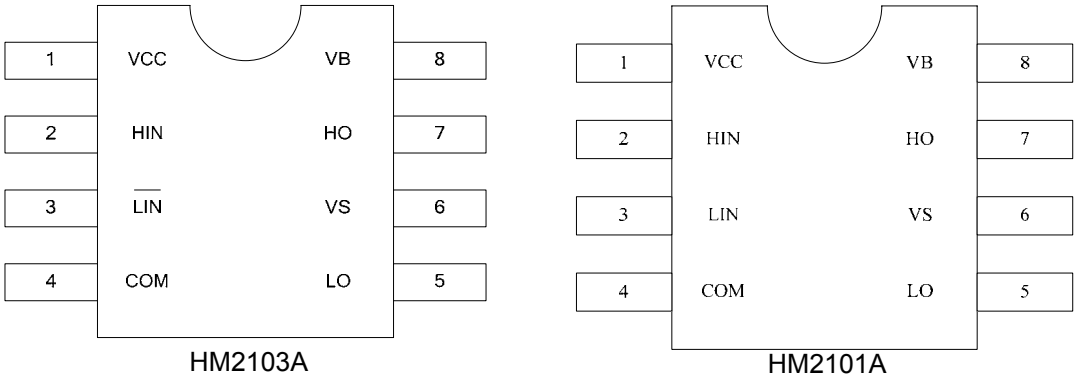 1 VCC VB 8
2 HIN HO 7
3 L̅I̅N̅ VS 6
4 COM LO 5
HM2103A
1 VCC VB 8
2 HIN HO 7
3 LIN VS 6
4 COM LO 5
HM2101A